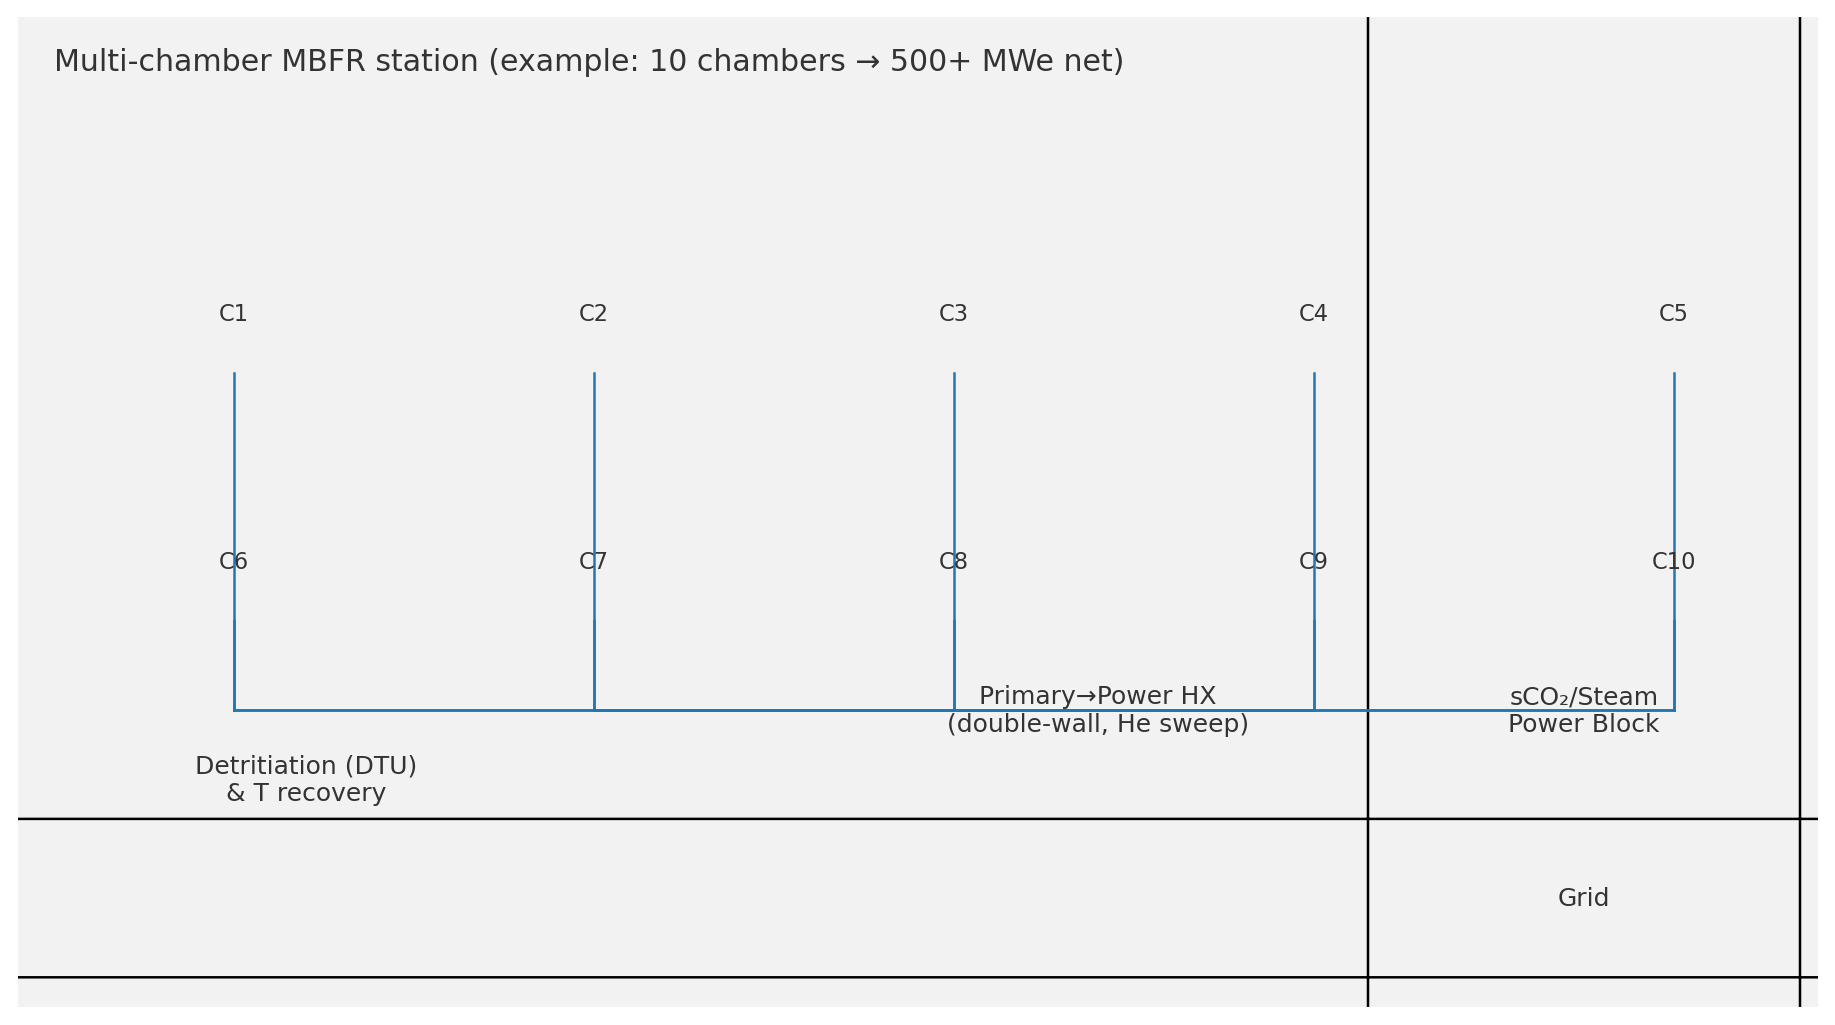 Multi-chamber MBFR station (example: 10 chambers → 500+ MWe net)
C1
C2
C3
C4
C5
C6
C7
C8
C9
C10
Primary→Power HX
(double-wall, He sweep)
sCO₂/Steam
Power Block
Detritiation (DTU)
& T recovery
Grid